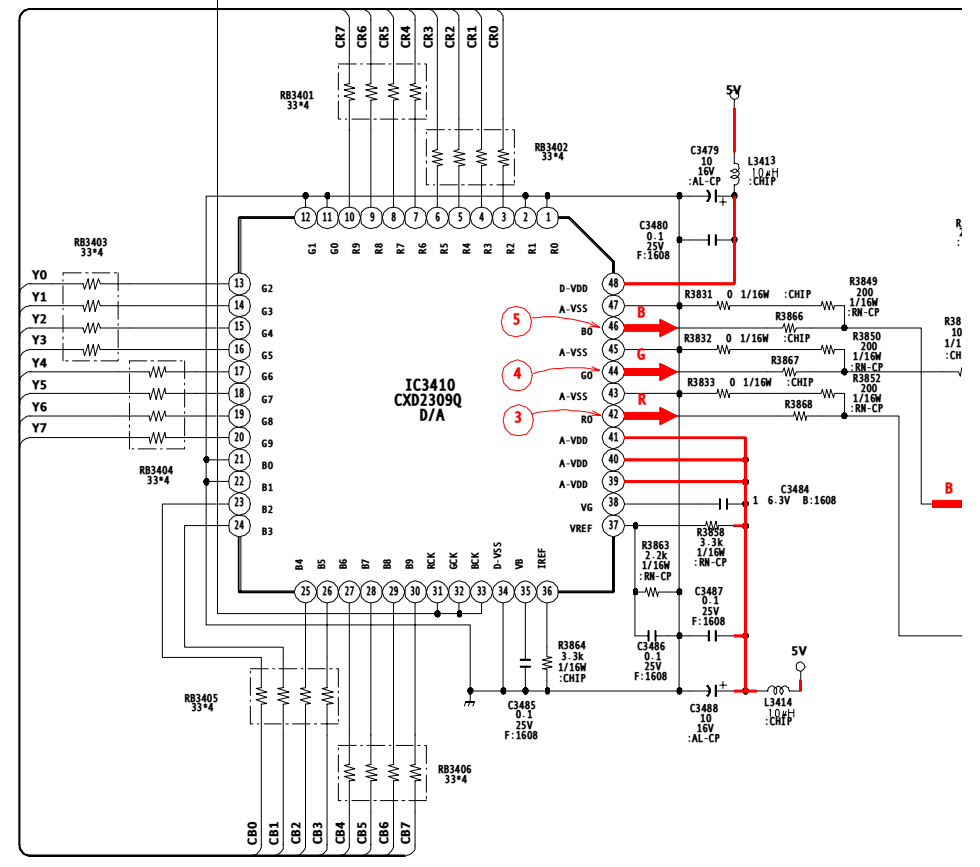 CR7 CR6 CR5 CR4 CR3 CR2 CR1 CR0
RB3401
33*4
RB3402
33*4
5V
C3479
10
16V
:AL-CP
+
L3413
10μH
:CHIP
12 11 10 9 8 7 6 5 4 3 2 1
G1 G0 R9 R8 R7 R6 R5 R4 R3 R2 R1 R0
C3480
0.1
25V
F:1608
RB3403
33*4
Y0
Y1
Y2
Y3
Y4
Y5
Y6
Y7
13 G2
14 G3
15 G4
16 G5
17 G6
18 G7
19 G8
20 G9
21 B0
22 B1
23 B2
24 B3
RB3404
33*4
IC3410
CXD2309Q
D/A
5
4
3
D-VDD 48
A-VSS 47
BO 46
A-VSS 45
GO 44
A-VSS 43
RO 42
A-VDD 41
A-VDD 40
A-VDD 39
VG 38
VREF 37
B
G
R
R3831 0 1/16W :CHIP
R3849
200
1/16W
:RN-CP
R3866
R3832 0 1/16W :CHIP
R3850
200
1/16W
:RN-CP
R3867
R3833 0 1/16W :CHIP
R3852
200
1/16W
:RN-CP
R3868
R38
10
B
C3484
1 6.3V B:1608
R3858
3.3k
1/16W
:RN-CP
R3863
2.2k
1/16W
:RN-CP
C3487
0.1
25V
F:1608
C3486
0.1
25V
F:1608
B4 B5 B6 B7 B8 B9 RCK GCK BCK D-VSS VB IREF
25 26 27 28 29 30 31 32 33 34 35 36
R3864
3.3k
1/16W
:CHIP
C3485
0.1
25V
F:1608
C3488
10
16V
:AL-CP
+
L3414
10μH
:CHIP
5V
RB3405
33*4
RB3406
33*4
CB0 CB1 CB2 CB3 CB4 CB5 CB6 CB7